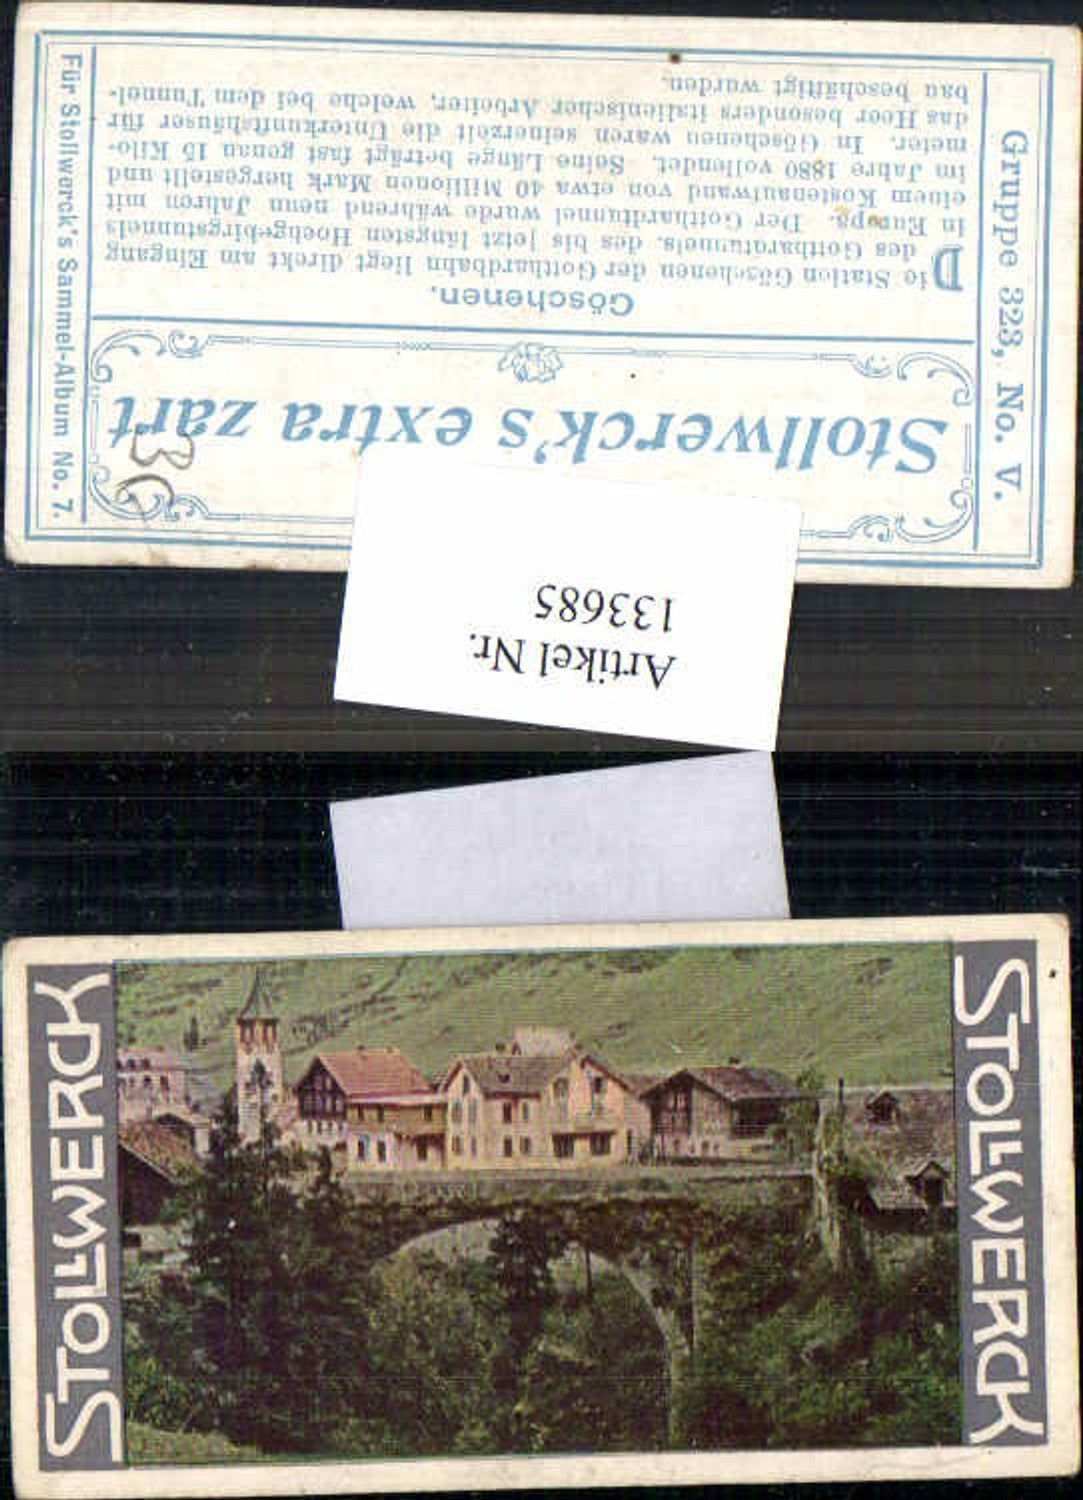 Für Stollwerck's Sammel-Album No. 7.
Stollwerck's extra zart
Göschenen.
Die Station Göschenen der Gotthardbahn liegt direkt am Eingang
des Gotthardtunnels, des bis jetzt längsten Hochgebirgstunnels
in Europa. Der Gotthardtunnel wurde während neun Jahren mit
einem Kostenaufwand von etwa 40 Millionen Mark hergestellt und
im Jahre 1880 vollendet. Seine Länge beträgt fast genau 15 Kilo-
meter. In Göschenen waren seinerzeit die Unterkunftshäuser für
das Heer besonders italienischer Arbeiter, welche bei dem Tunnel-
bau beschäftigt wurden.
Gruppe 323, No. V.
30
Artikel Nr.
133685
STOLLWERCK
STOLLWERCK